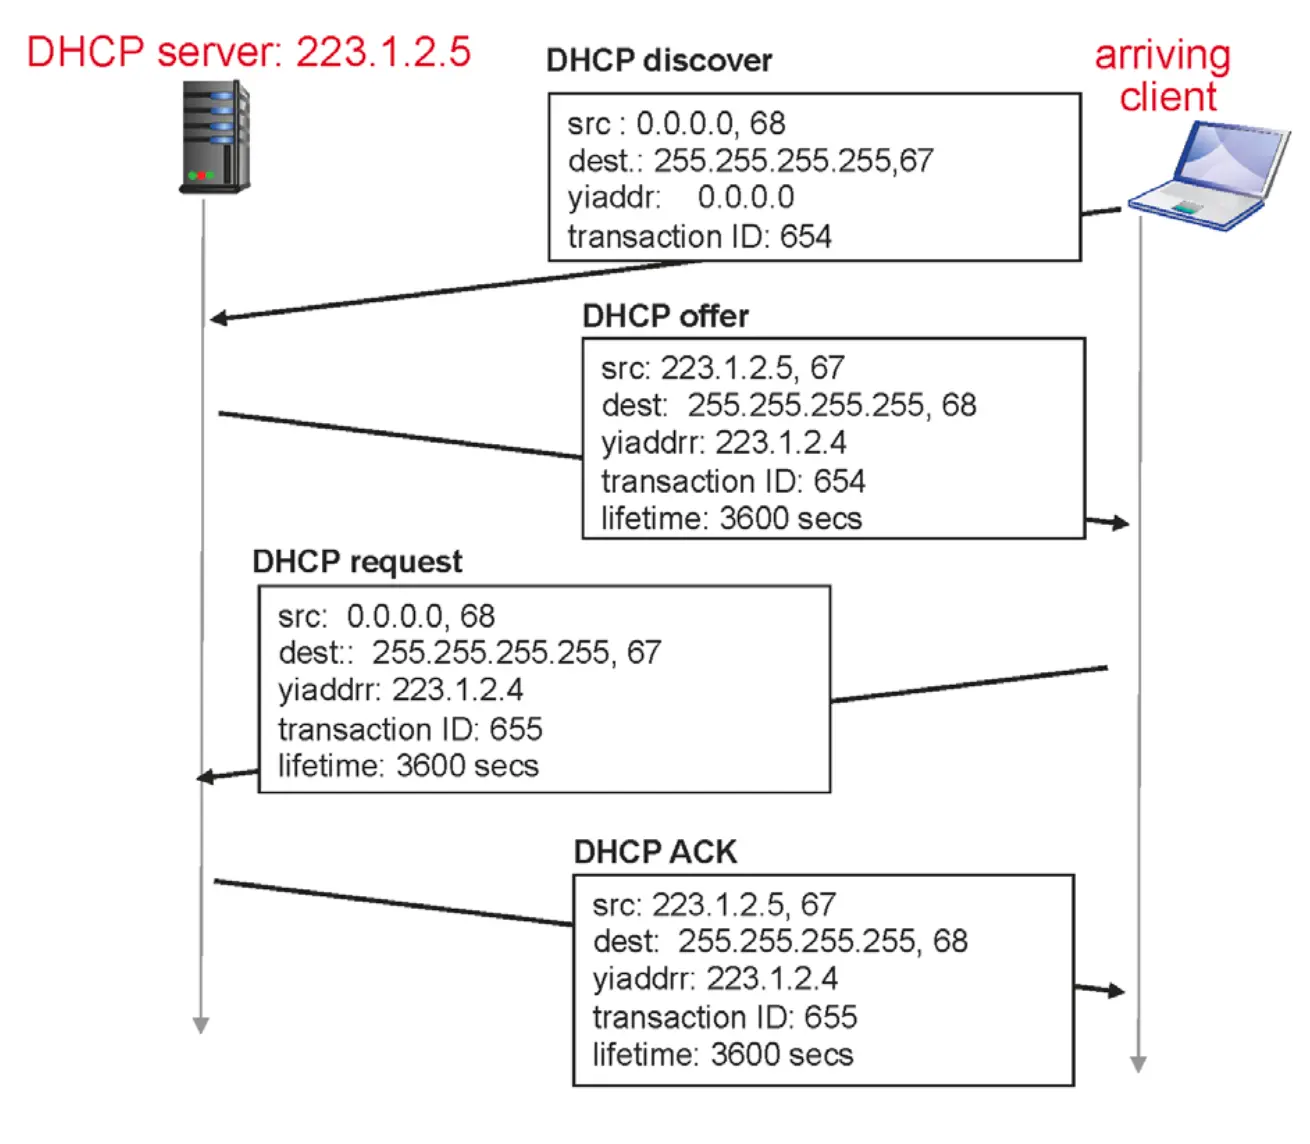 DHCP server: 223.1.2.5
arriving
client
DHCP discover
src : 0.0.0.0, 68
dest.: 255.255.255.255,67
yiaddr: 0.0.0.0
transaction ID: 654
DHCP offer
src: 223.1.2.5, 67
dest: 255.255.255.255, 68
yiaddrr: 223.1.2.4
transaction ID: 654
lifetime: 3600 secs
DHCP request
src: 0.0.0.0, 68
dest:: 255.255.255.255, 67
yiaddrr: 223.1.2.4
transaction ID: 655
lifetime: 3600 secs
DHCP ACK
src: 223.1.2.5, 67
dest: 255.255.255.255, 68
yiaddrr: 223.1.2.4
transaction ID: 655
lifetime: 3600 secs